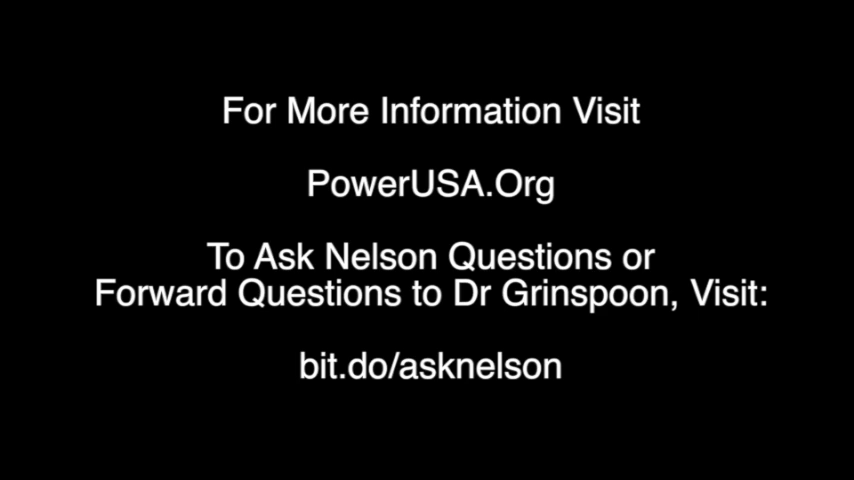 For More Information Visit
PowerUSA.Org
To Ask Nelson Questions or
Forward Questions to Dr Grinspoon, Visit:
bit.do/asknelson